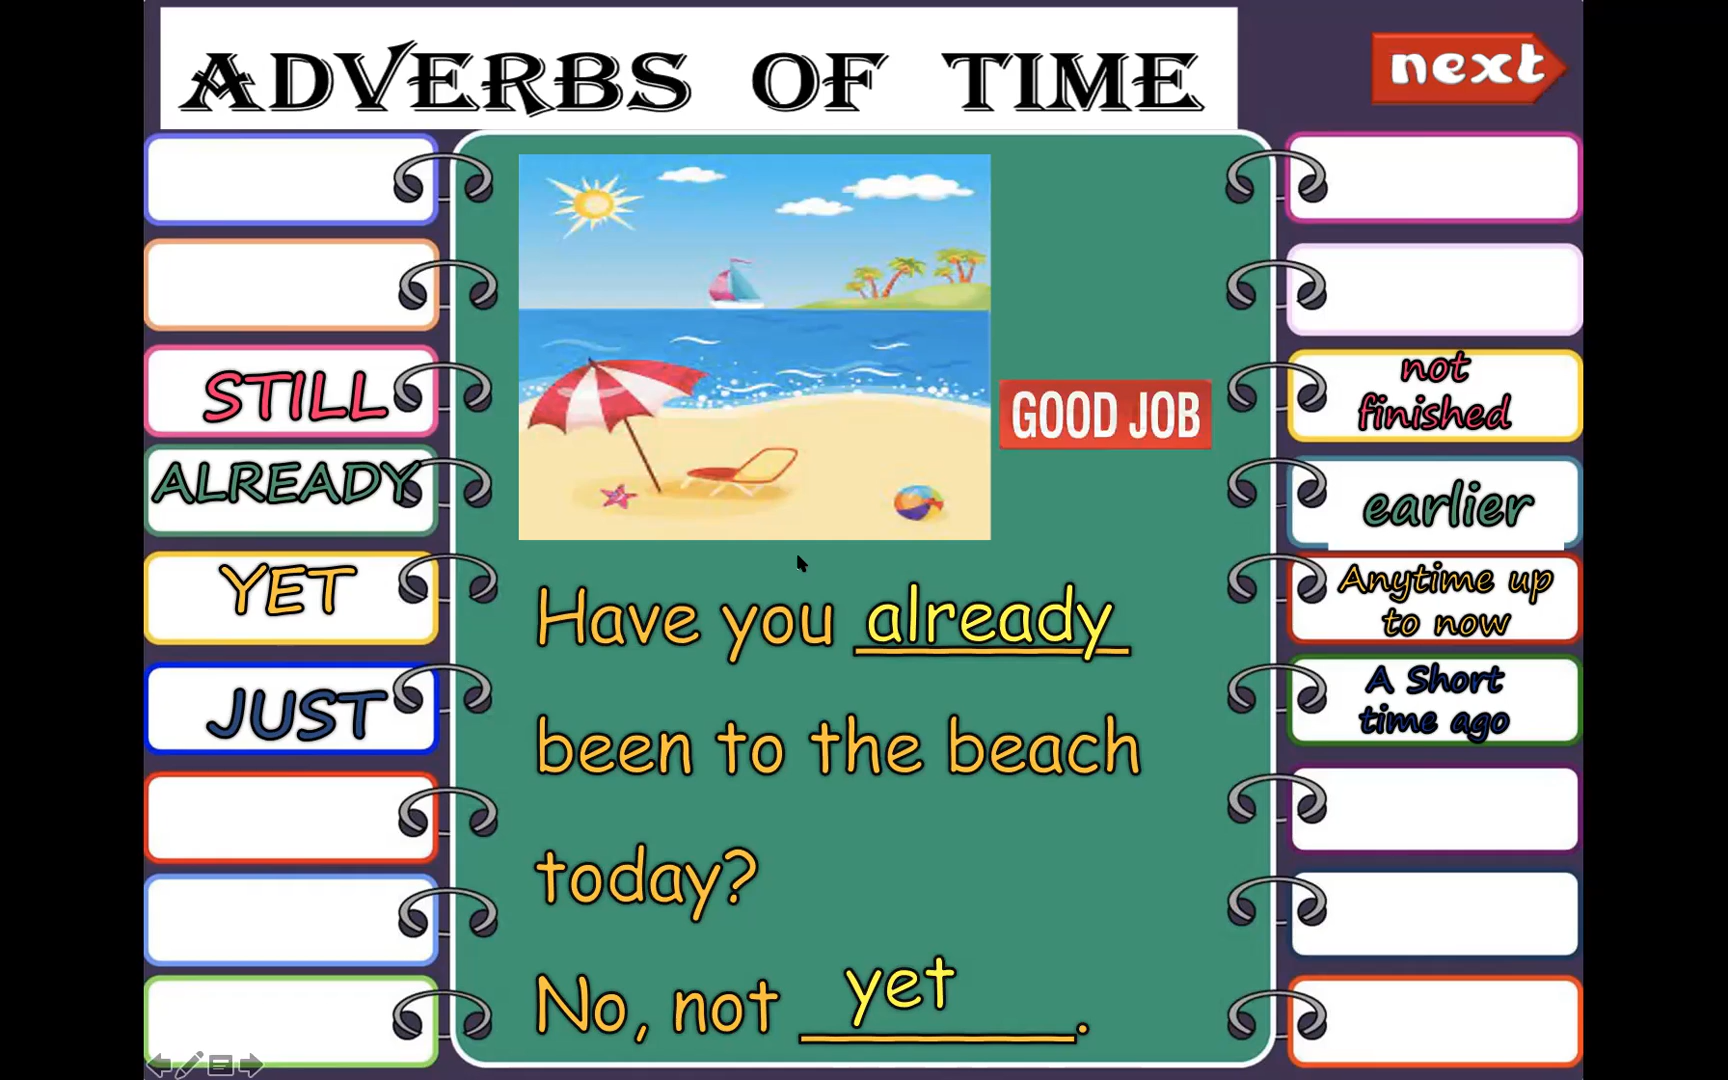 ADVERBS OF TIME
next
STILL
ALREADY
YET
JUST
GOOD JOB
Have you already
been to the beach
today?
No, not yet.
not
finished
earlier
Anytime up
to now
A Short
time ago